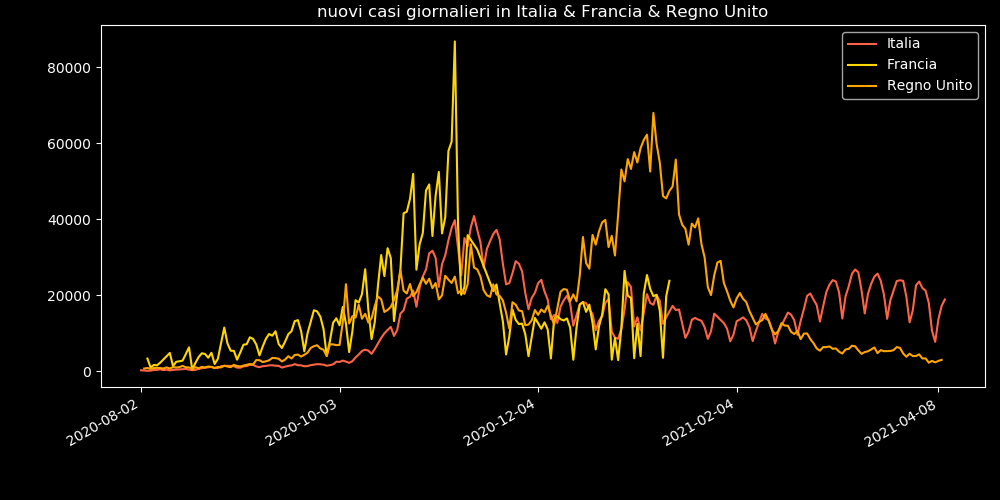 nuovi casi giornalieri in Italia & Francia & Regno Unito
Italia
Francia
Regno Unito
80000
60000
40000
20000
0
2020-08-02
2020-10-03
2020-12-04
2021-02-04
2021-04-08